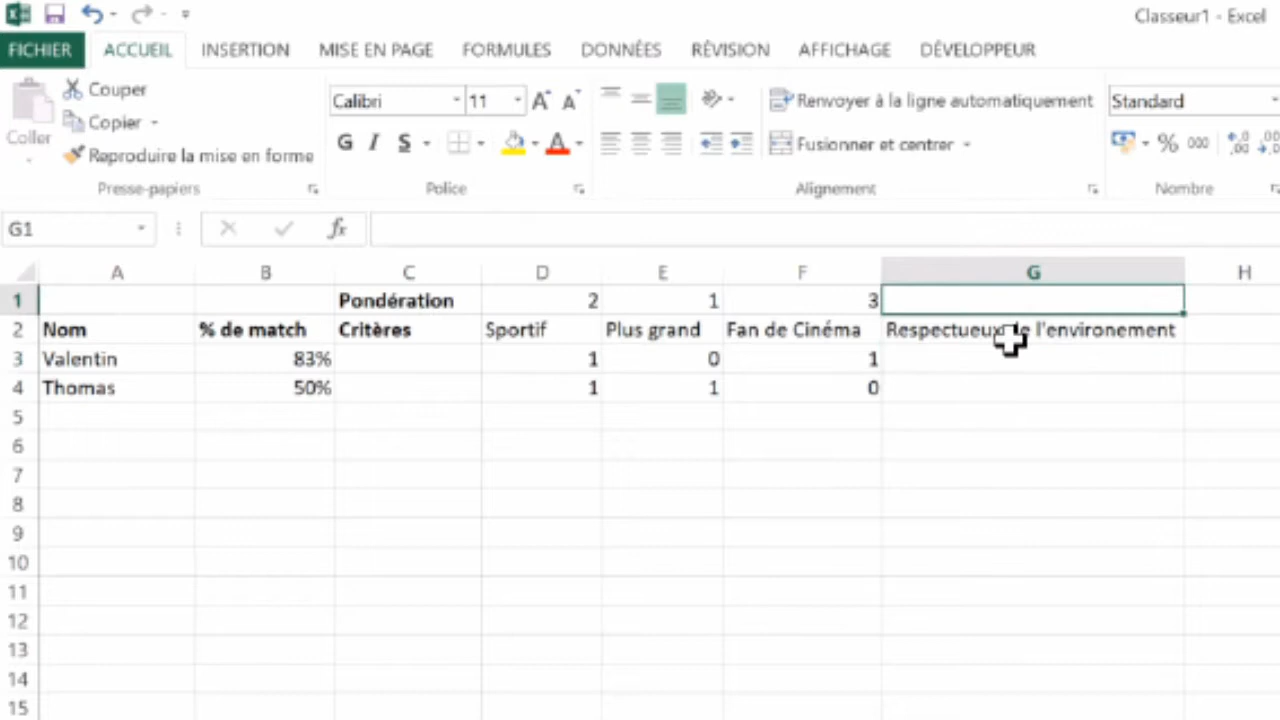 Classeur1 - Excel
FICHIER ACCUEIL INSERTION MISE EN PAGE FORMULES DONNÉES RÉVISION AFFICHAGE DÉVELOPPEUR
Coller
Couper
Copier
Reproduire la mise en forme
Presse-papiers
Calibri 11 A A
G I S A
Police
Renvoyer à la ligne automatiquement
Fusionner et centrer
Alignement
Standard
% 000 ,00 ,0
Nombre
G1 fx
A B C D E F G H
1 Pondération 2 1 3
2 Nom % de match Critères Sportif Plus grand Fan de Cinéma Respectueux de l'environement
3 Valentin 83% 1 0 1
4 Thomas 50% 1 1 0
5
6
7
8
9
10
11
12
13
14
15